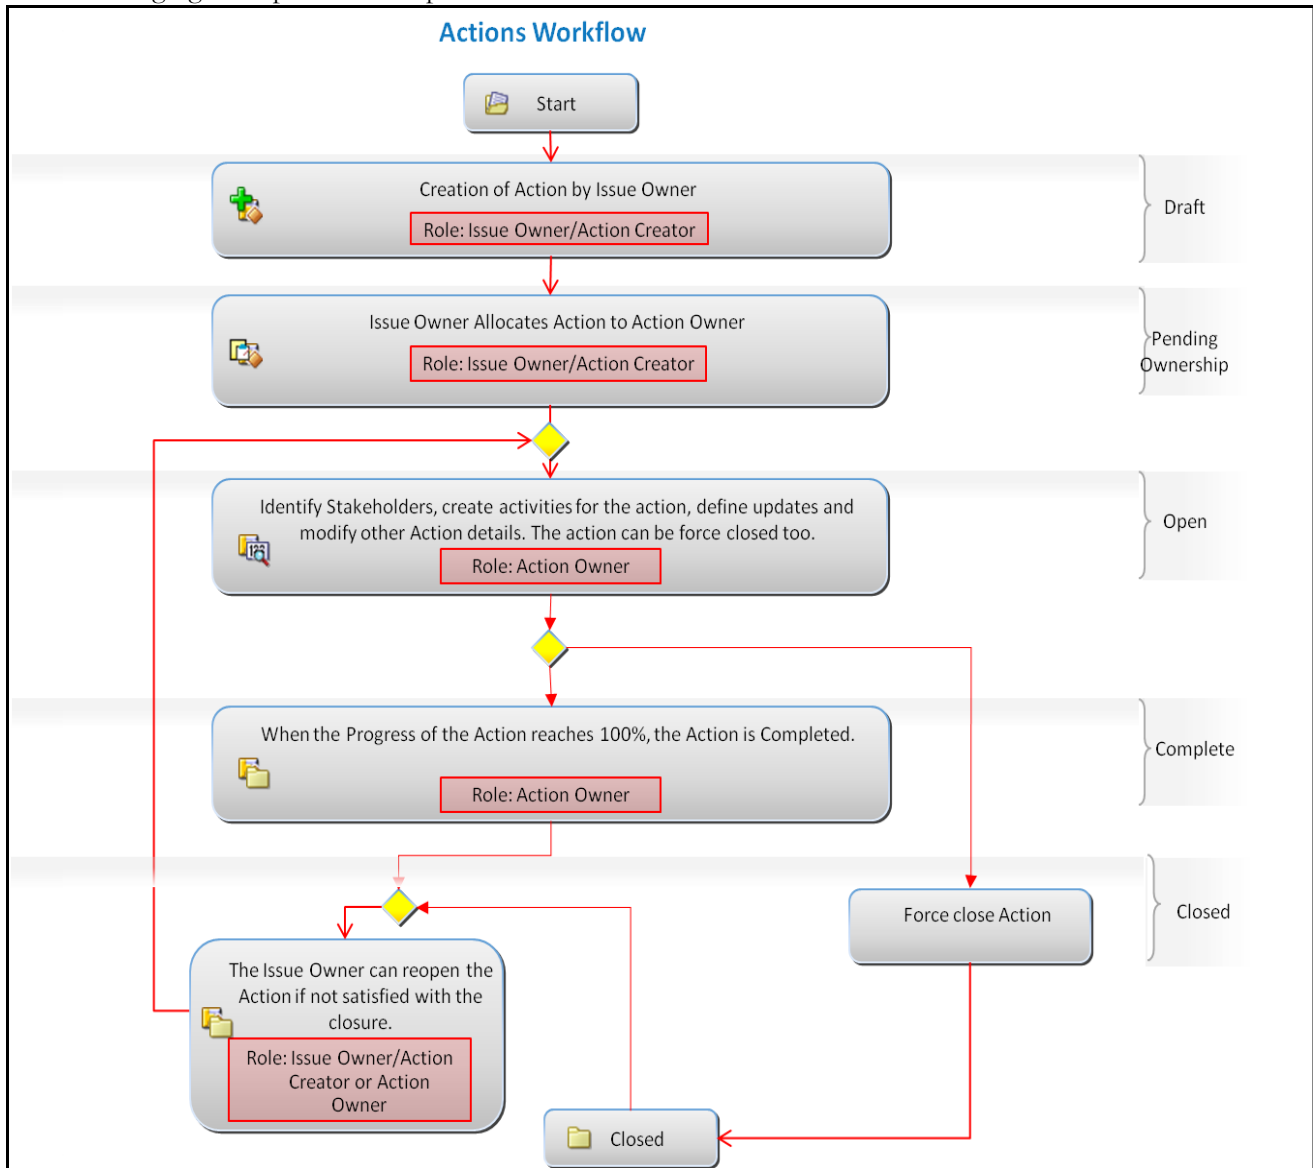 Actions Workflow
Start
Creation of Action by Issue Owner
Role: Issue Owner/Action Creator
Draft
Issue Owner Allocates Action to Action Owner
Role: Issue Owner/Action Creator
Pending
Ownership
Identify Stakeholders, create activities for the action, define updates and
modify other Action details. The action can be force closed too.
Role: Action Owner
Open
When the Progress of the Action reaches 100%, the Action is Completed.
Role: Action Owner
Complete
Force close Action
Closed
The Issue Owner can reopen the
Action if not satisfied with the
closure.
Role: Issue Owner/Action
Creator or Action
Owner
Closed